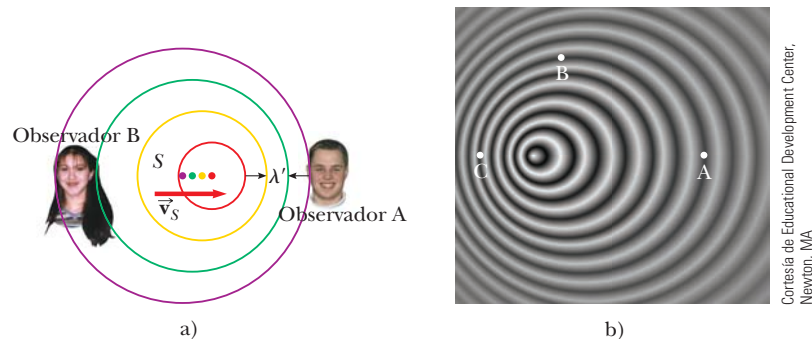 Observador B
S
λ′
v⃗S
Observador A
a)
B
C
A
b)
Cortesía de Educational Development Center,
Newton, MA